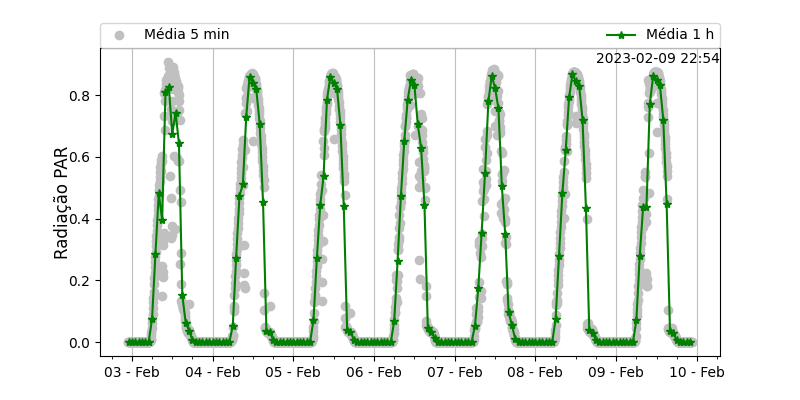 Média 5 min
Média 1 h
2023-02-09 22:54
Radiação PAR
0.8
0.6
0.4
0.2
0.0
03 - Feb
04 - Feb
05 - Feb
06 - Feb
07 - Feb
08 - Feb
09 - Feb
10 - Feb